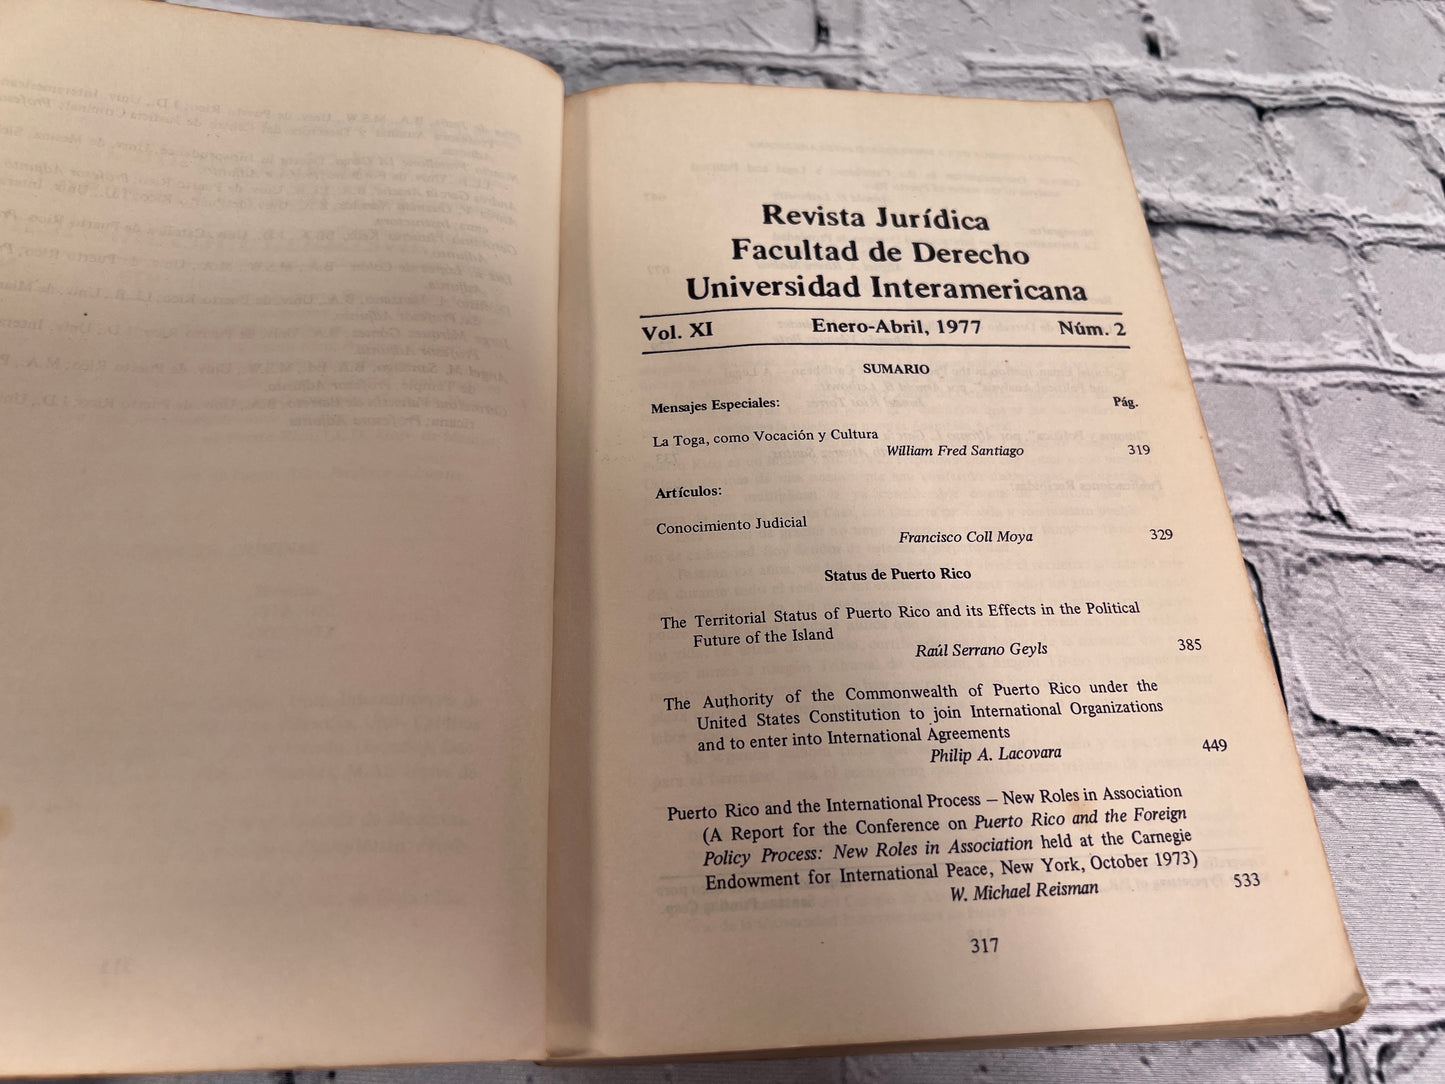 Revista Jurídica
Facultad de Derecho
Universidad Interamericana
Vol. XI Enero-Abril, 1977 Núm. 2
SUMARIO
Mensajes Especiales: Pág.
La Toga, como Vocación y Cultura
William Fred Santiago 319
Artículos:
Conocimiento Judicial
Francisco Coll Moya 329
Status de Puerto Rico
The Territorial Status of Puerto Rico and its Effects in the Political
Future of the Island
Raúl Serrano Geyls 385
The Authority of the Commonwealth of Puerto Rico under the
United States Constitution to join International Organizations
and to enter into International Agreements
Philip A. Lacovara 449
Puerto Rico and the International Process – New Roles in Association
(A Report for the Conference on Puerto Rico and the Foreign
Policy Process: New Roles in Association held at the Carnegie
Endowment for International Peace, New York, October 1973)
W. Michael Reisman 533
317